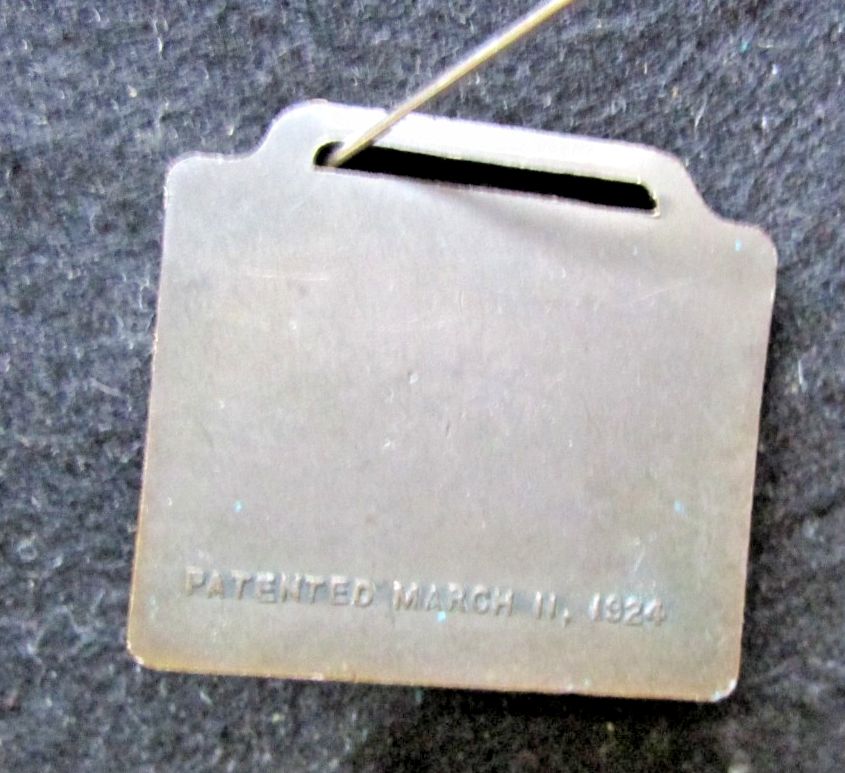 PATENTED MARCH 11, 1924